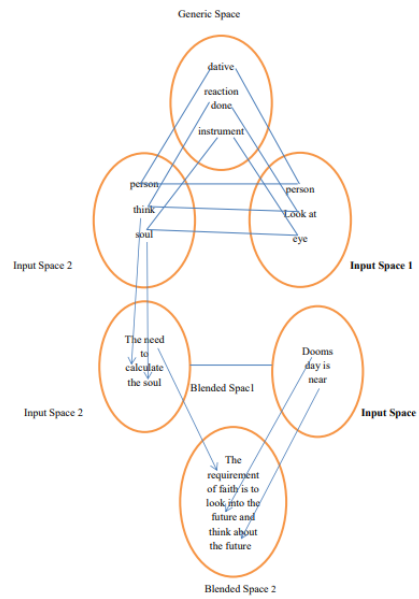 Generic Space
dative
reaction
done
instrument
person
think
soul
person
Look at
eye
Input Space 2
Input Space 1
The need
to
calculate
the soul
Dooms
day is
near
Blended Spac1
Input Space 2
Input Space
The
requirement
of faith is to
look into the
future and
think about
the future
Blended Space 2